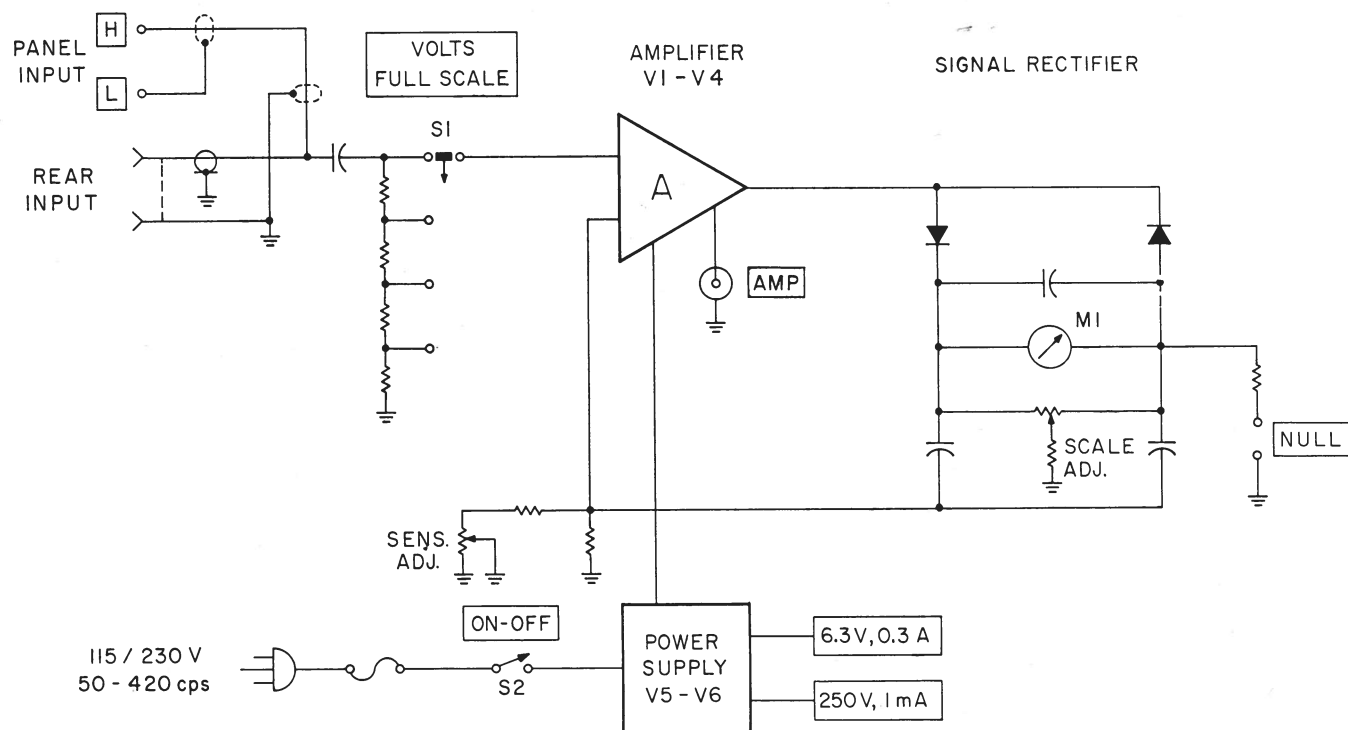 PANEL
INPUT
H
L
REAR
INPUT
VOLTS
FULL SCALE
S1
AMPLIFIER
V1 - V4
A
AMP
SIGNAL RECTIFIER
M1
SCALE
ADJ.
NULL
SENS.
ADJ.
ON-OFF
115 / 230 V
50 - 420 cps
S2
POWER
SUPPLY
V5 - V6
6.3 V, 0.3 A
250 V, 1 mA